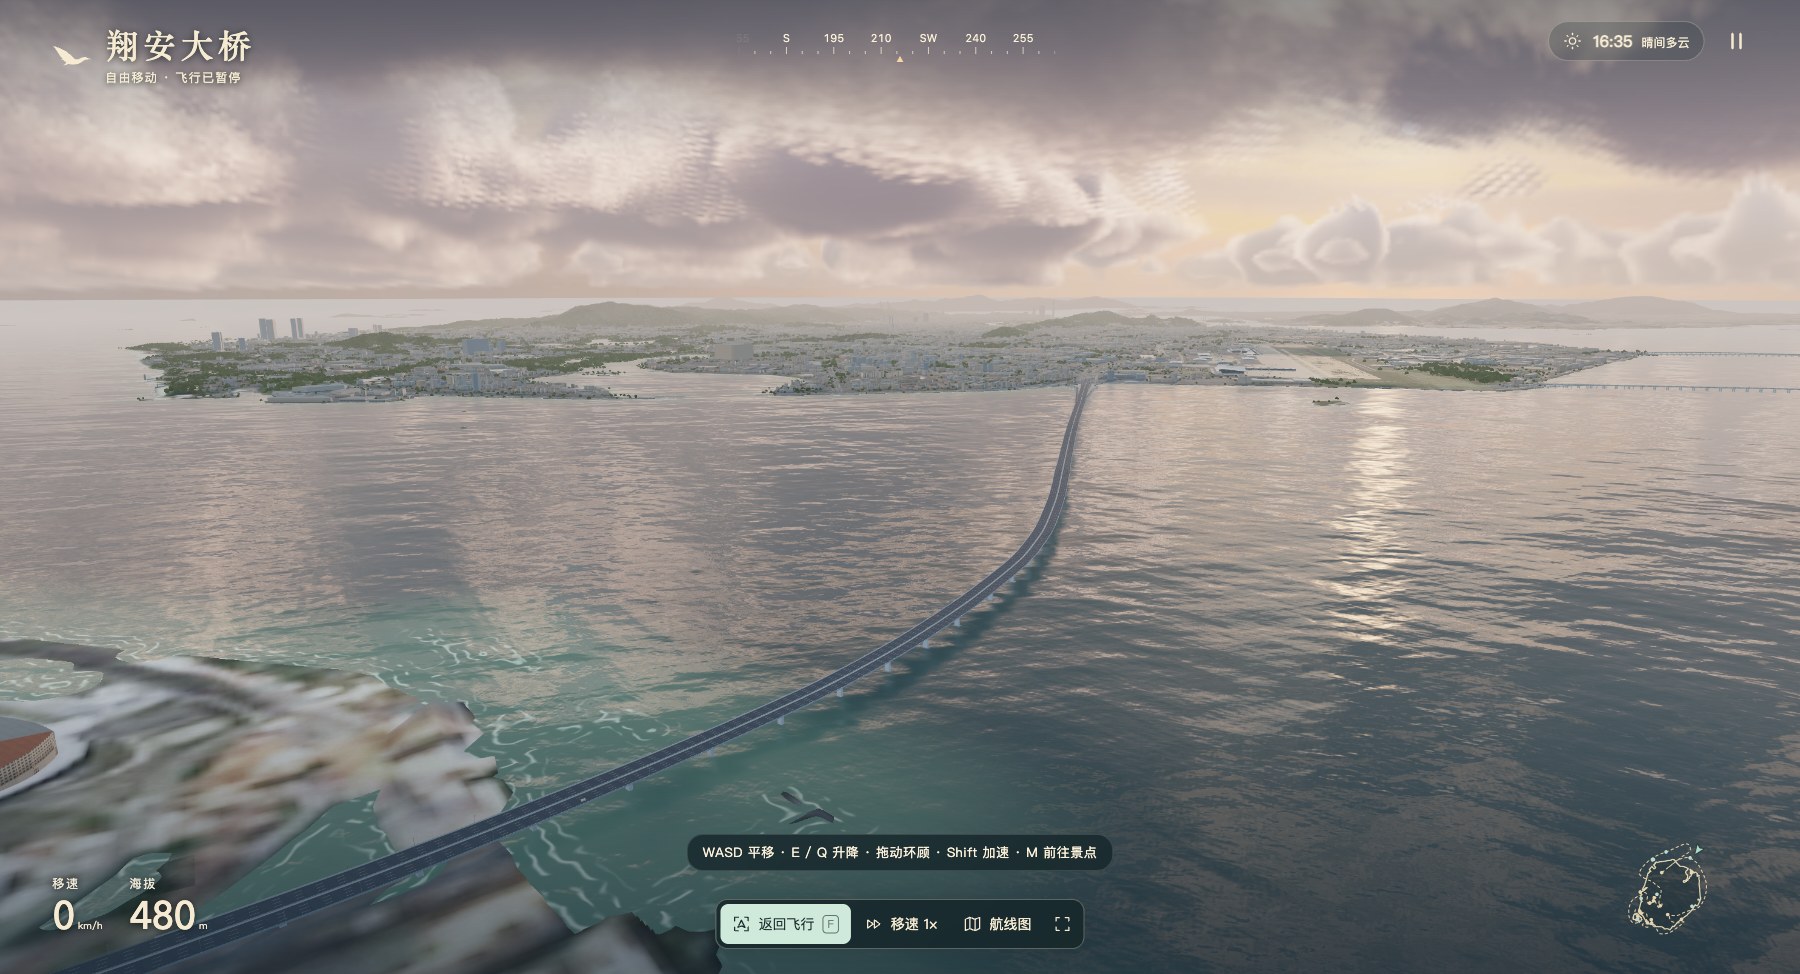 翔安大桥
自由移动 · 飞行已暂停
S 195 210 SW 240 255
16:35 晴间多云
WASD 平移 · E / Q 升降 · 拖动环顾 · Shift 加速 · M 前往景点
移速 海拔
0 km/h 480 m
返回飞行 F 移速 1x 航线图